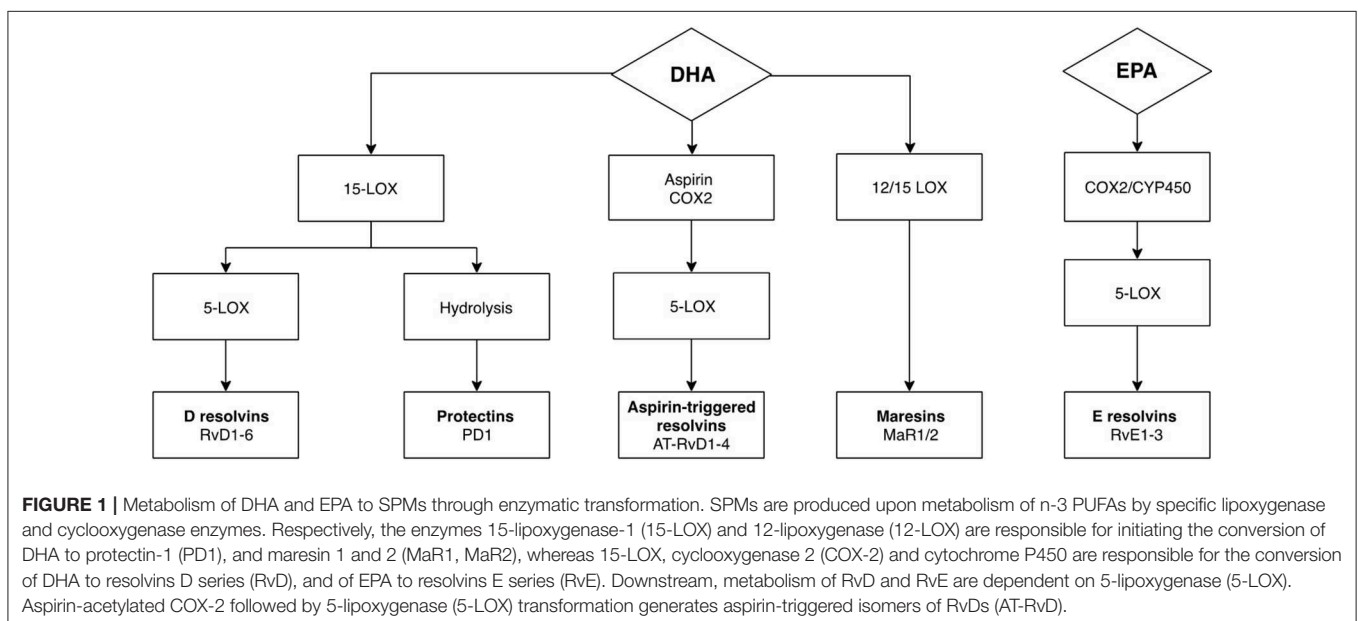 DHA
EPA
15-LOX
Aspirin
COX2
12/15 LOX
COX2/CYP450
5-LOX
Hydrolysis
5-LOX
5-LOX
D resolvins
RvD1-6
Protectins
PD1
Aspirin-triggered
resolvins
AT-RvD1-4
Maresins
MaR1/2
E resolvins
RvE1-3
FIGURE 1 | Metabolism of DHA and EPA to SPMs through enzymatic transformation. SPMs are produced upon metabolism of n-3 PUFAs by specific lipoxygenase
and cyclooxygenase enzymes. Respectively, the enzymes 15-lipoxygenase-1 (15-LOX) and 12-lipoxygenase (12-LOX) are responsible for initiating the conversion of
DHA to protectin-1 (PD1), and maresin 1 and 2 (MaR1, MaR2), whereas 15-LOX, cyclooxygenase 2 (COX-2) and cytochrome P450 are responsible for the conversion
of DHA to resolvins D series (RvD), and of EPA to resolvins E series (RvE). Downstream, metabolism of RvD and RvE are dependent on 5-lipoxygenase (5-LOX).
Aspirin-acetylated COX-2 followed by 5-lipoxygenase (5-LOX) transformation generates aspirin-triggered isomers of RvDs (AT-RvD).